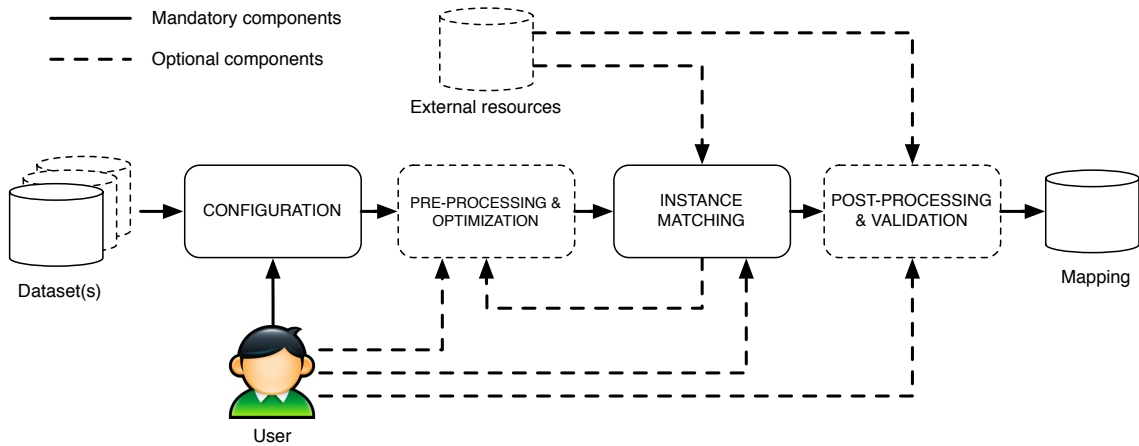 Mandatory components
Optional components
External resources
CONFIGURATION
PRE-PROCESSING &
OPTIMIZATION
INSTANCE
MATCHING
POST-PROCESSING
& VALIDATION
Dataset(s)
Mapping
User